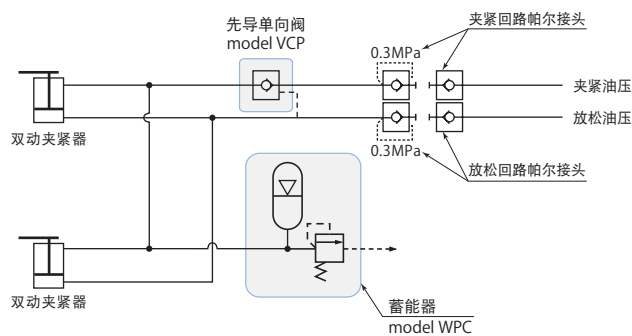 先导单向阀
model VCP
夹紧回路帕尔接头
0.3MPa
夹紧油压
放松油压
双动夹紧器
0.3MPa
放松回路帕尔接头
双动夹紧器
蓄能器
model WPC